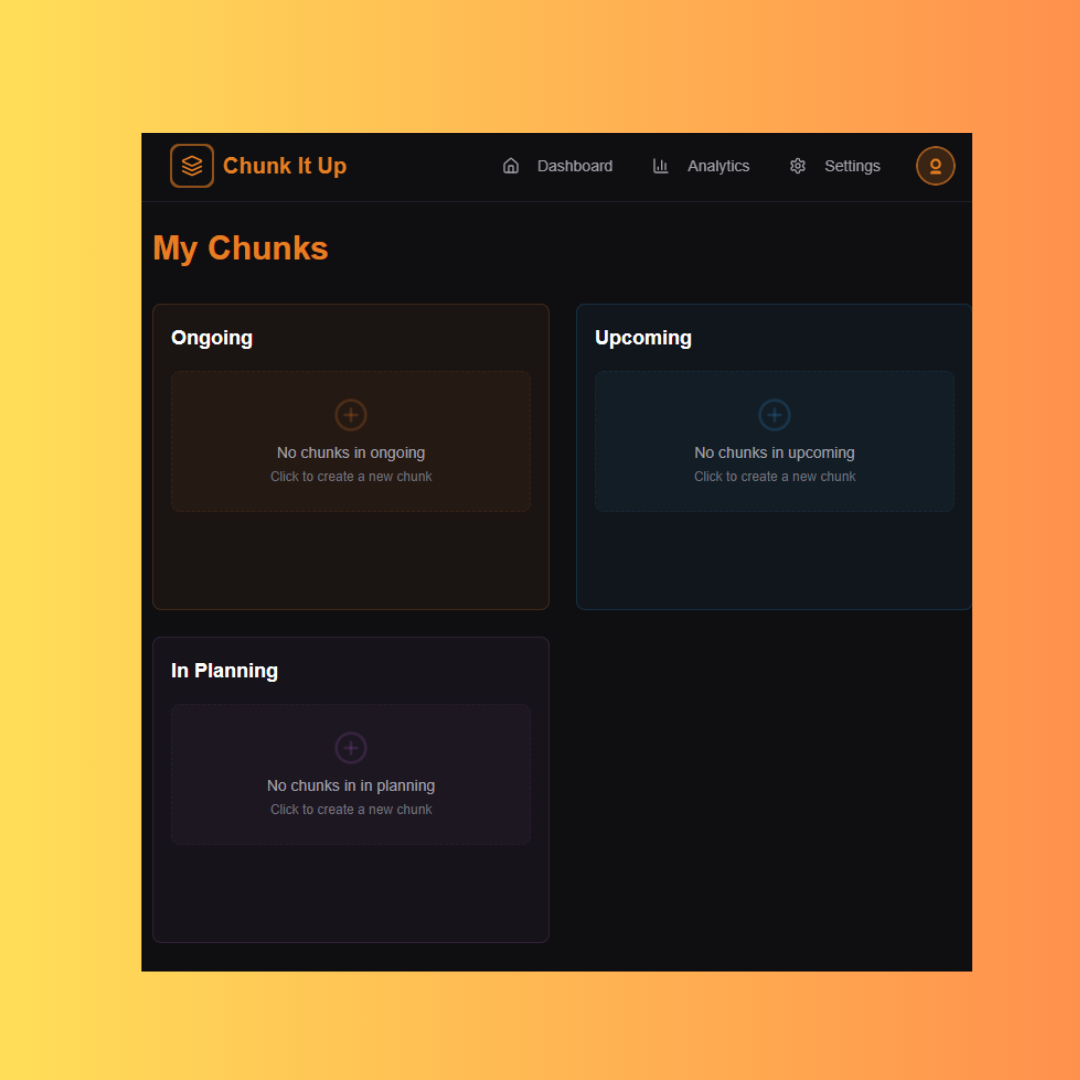 Chunk It Up
Dashboard
Analytics
Settings
My Chunks
Ongoing
No chunks in ongoing
Click to create a new chunk
Upcoming
No chunks in upcoming
Click to create a new chunk
In Planning
No chunks in in planning
Click to create a new chunk